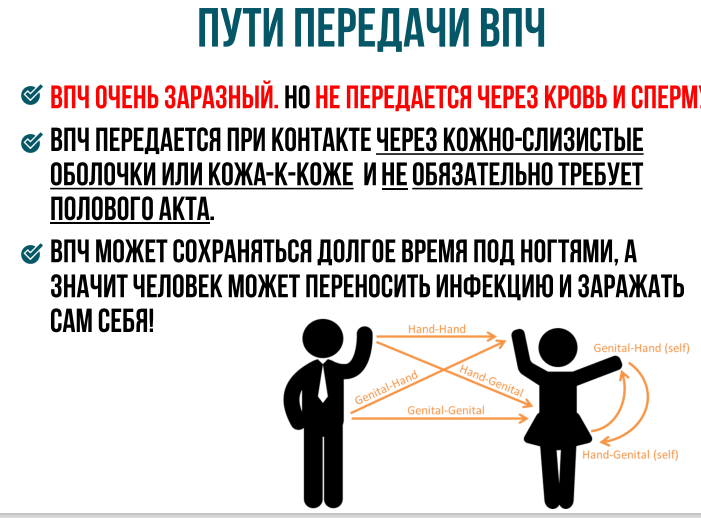 ПУТИ ПЕРЕДАЧИ ВПЧ
ВПЧ ОЧЕНЬ ЗАРАЗНЫЙ. НО НЕ ПЕРЕДАЕТСЯ ЧЕРЕЗ КРОВЬ И СПЕРМУ
ВПЧ ПЕРЕДАЕТСЯ ПРИ КОНТАКТЕ ЧЕРЕЗ КОЖНО-СЛИЗИСТЫЕ
ОБОЛОЧКИ ИЛИ КОЖА-К-КОЖЕ И НЕ ОБЯЗАТЕЛЬНО ТРЕБУЕТ
ПОЛОВОГО АКТА.
ВПЧ МОЖЕТ СОХРАНЯТЬСЯ ДОЛГОЕ ВРЕМЯ ПОД НОГТЯМИ, А
ЗНАЧИТ ЧЕЛОВЕК МОЖЕТ ПЕРЕНОСИТЬ ИНФЕКЦИЮ И ЗАРАЖАТЬ
САМ СЕБЯ!
Hand-Hand
Genital-Hand (self)
Genital-Hand
Hand-Genital
Genital-Genital
Hand-Genital (self)